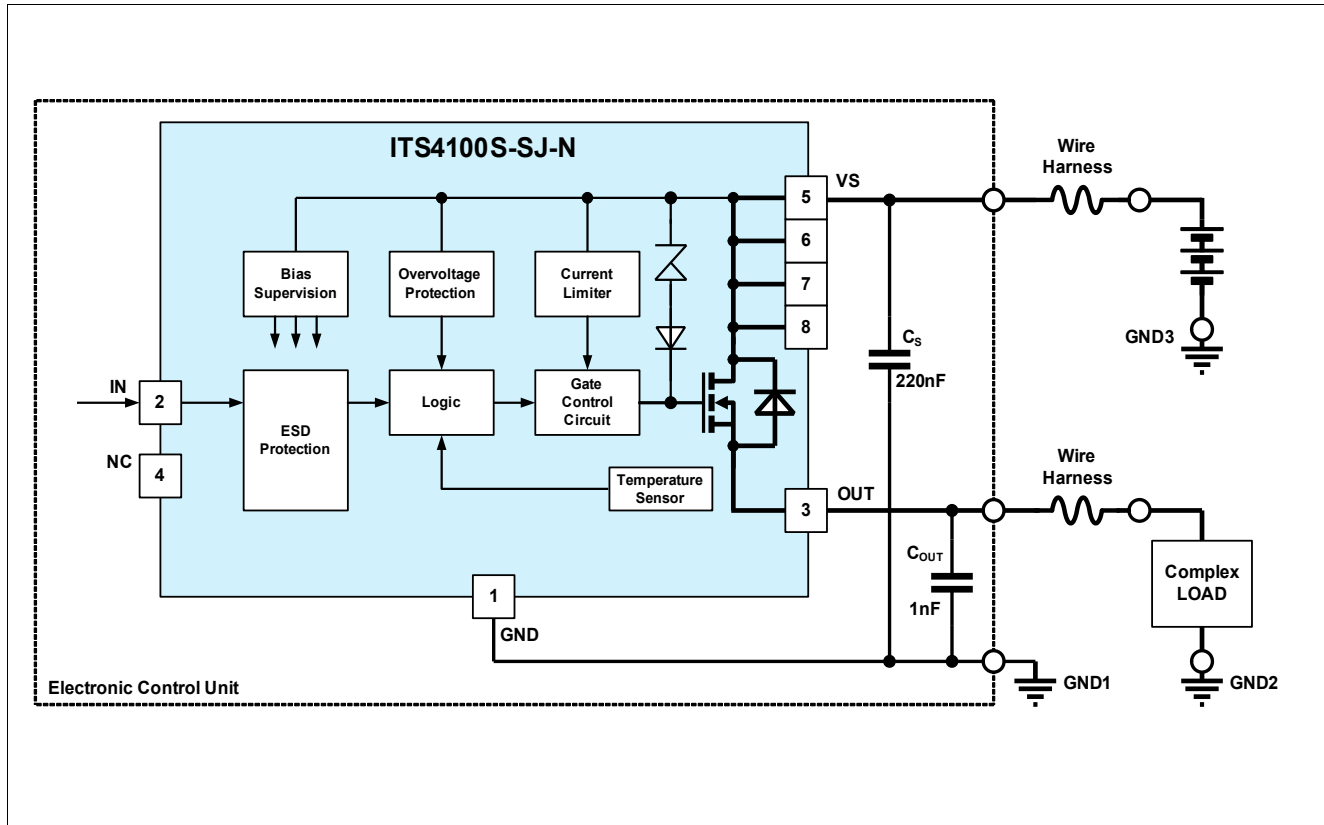 ITS4100S-SJ-N
VS
5
6
7
8
Wire
Harness
Bias
Supervision
Overvoltage
Protection
Current
Limiter
GND3
CS
220nF
IN
2
NC
4
ESD
Protection
Logic
Gate
Control
Circuit
Temperature
Sensor
3
OUT
Wire
Harness
COUT
1nF
Complex
LOAD
1
GND
GND1
GND2
Electronic Control Unit